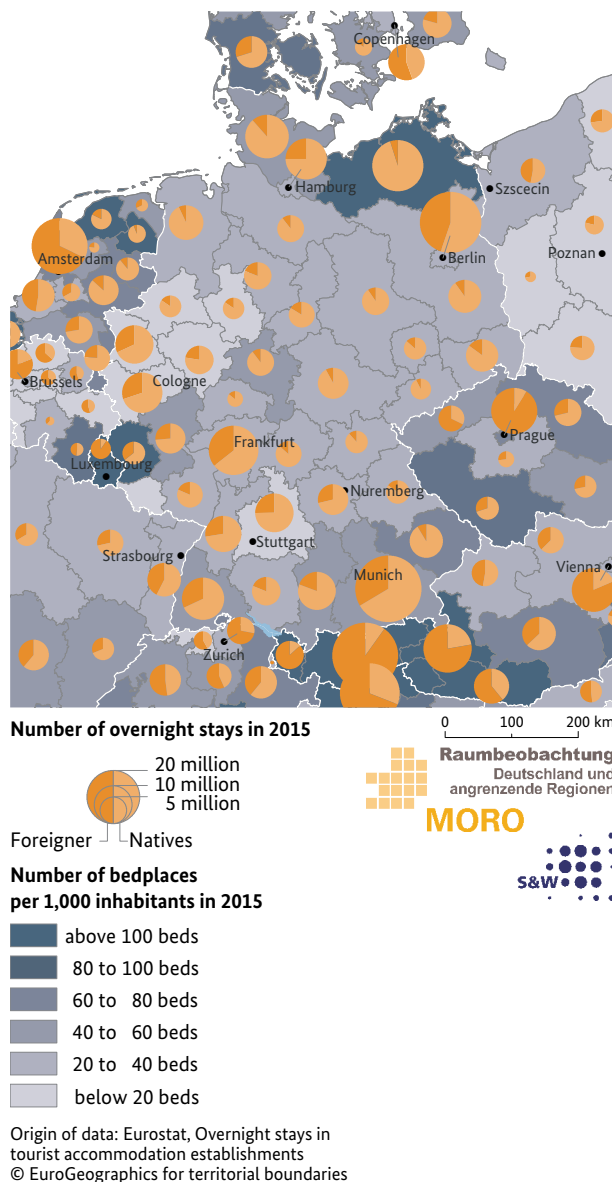 Copenhagen
Hamburg
Szscecin
Amsterdam
Berlin
Poznan
Brussels
Cologne
Prague
Frankfurt
Luxembourg
Nuremberg
Strasbourg
Stuttgart
Munich
Vienna
Zurich
Number of overnight stays in 2015
0 100 200 km
20 million
10 million
5 million
Foreigner Natives
Raumbeobachtung
Deutschland und
angrenzende Regionen
MORO
S&W
Number of bedplaces
per 1,000 inhabitants in 2015
above 100 beds
80 to 100 beds
60 to 80 beds
40 to 60 beds
20 to 40 beds
below 20 beds
Origin of data: Eurostat, Overnight stays in
tourist accommodation establishments
© EuroGeographics for territorial boundaries